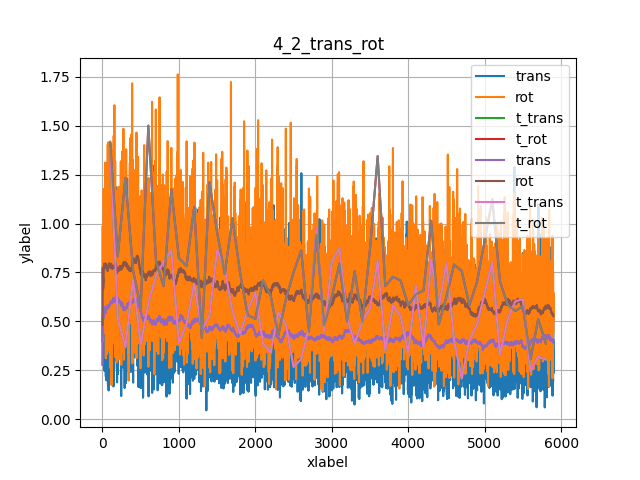 4_2_trans_rot
1.75
1.50
1.25
1.00
0.75
0.50
0.25
0.00
ylabel
0
1000
2000
3000
4000
5000
6000
xlabel
trans
rot
t_trans
t_rot
trans
rot
t_trans
t_rot